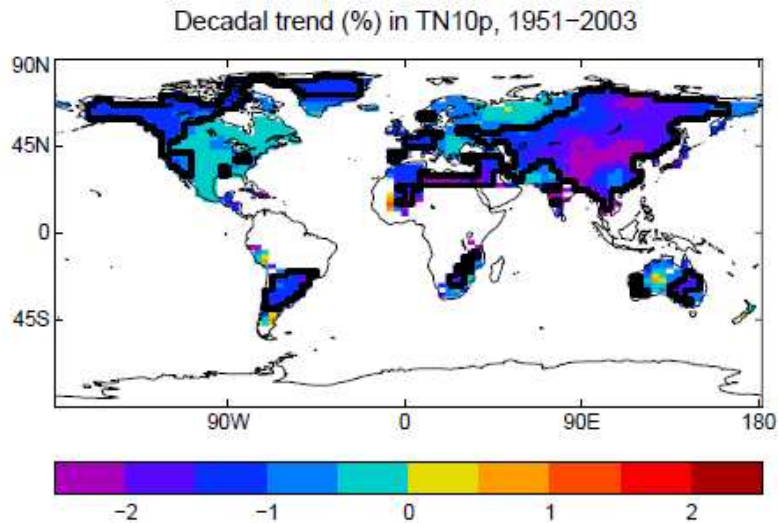 Decadal trend (%) in TN10p, 1951−2003
90N
45N
0
45S
90W 0 90E 180
−2 −1 0 1 2